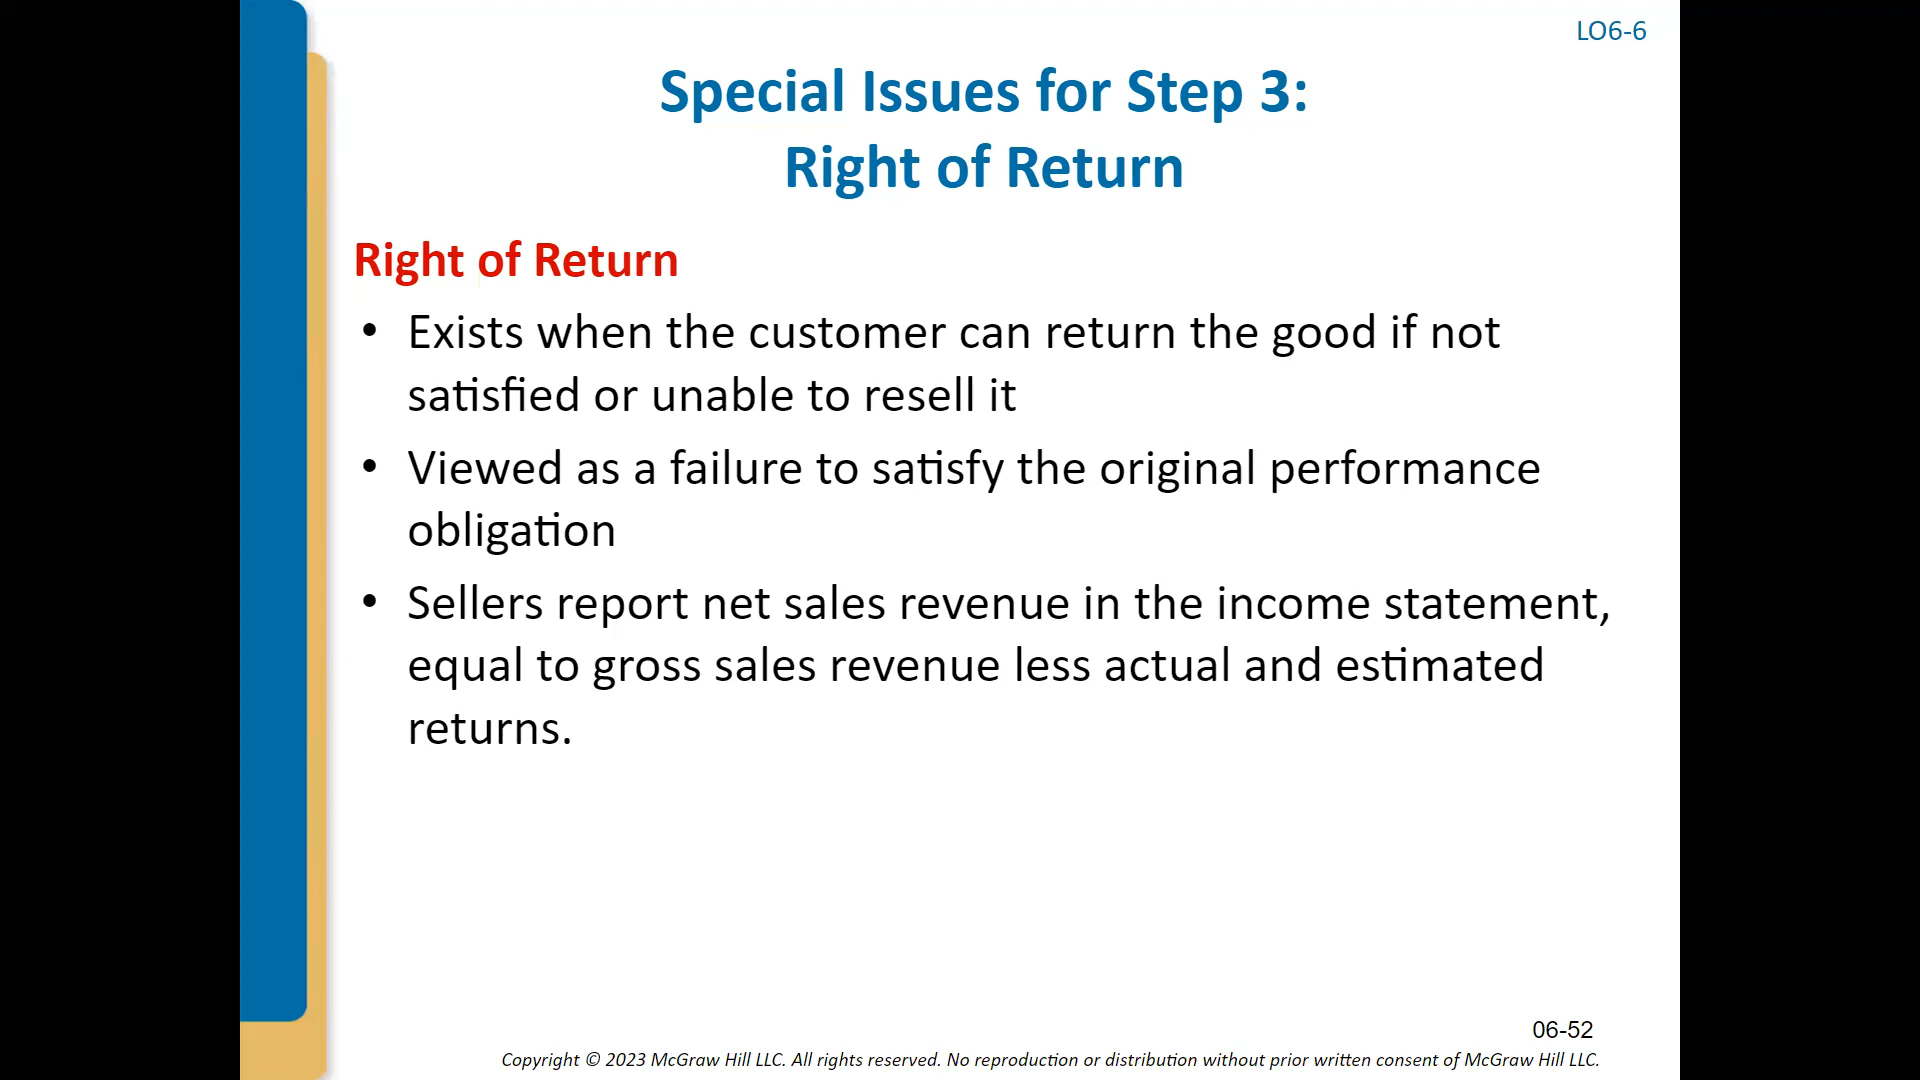 LO6-6
Special Issues for Step 3:
Right of Return
Right of Return
• Exists when the customer can return the good if not
satisfied or unable to resell it
• Viewed as a failure to satisfy the original performance
obligation
• Sellers report net sales revenue in the income statement,
equal to gross sales revenue less actual and estimated
returns.
06-52
Copyright © 2023 McGraw Hill LLC. All rights reserved. No reproduction or distribution without prior written consent of McGraw Hill LLC.